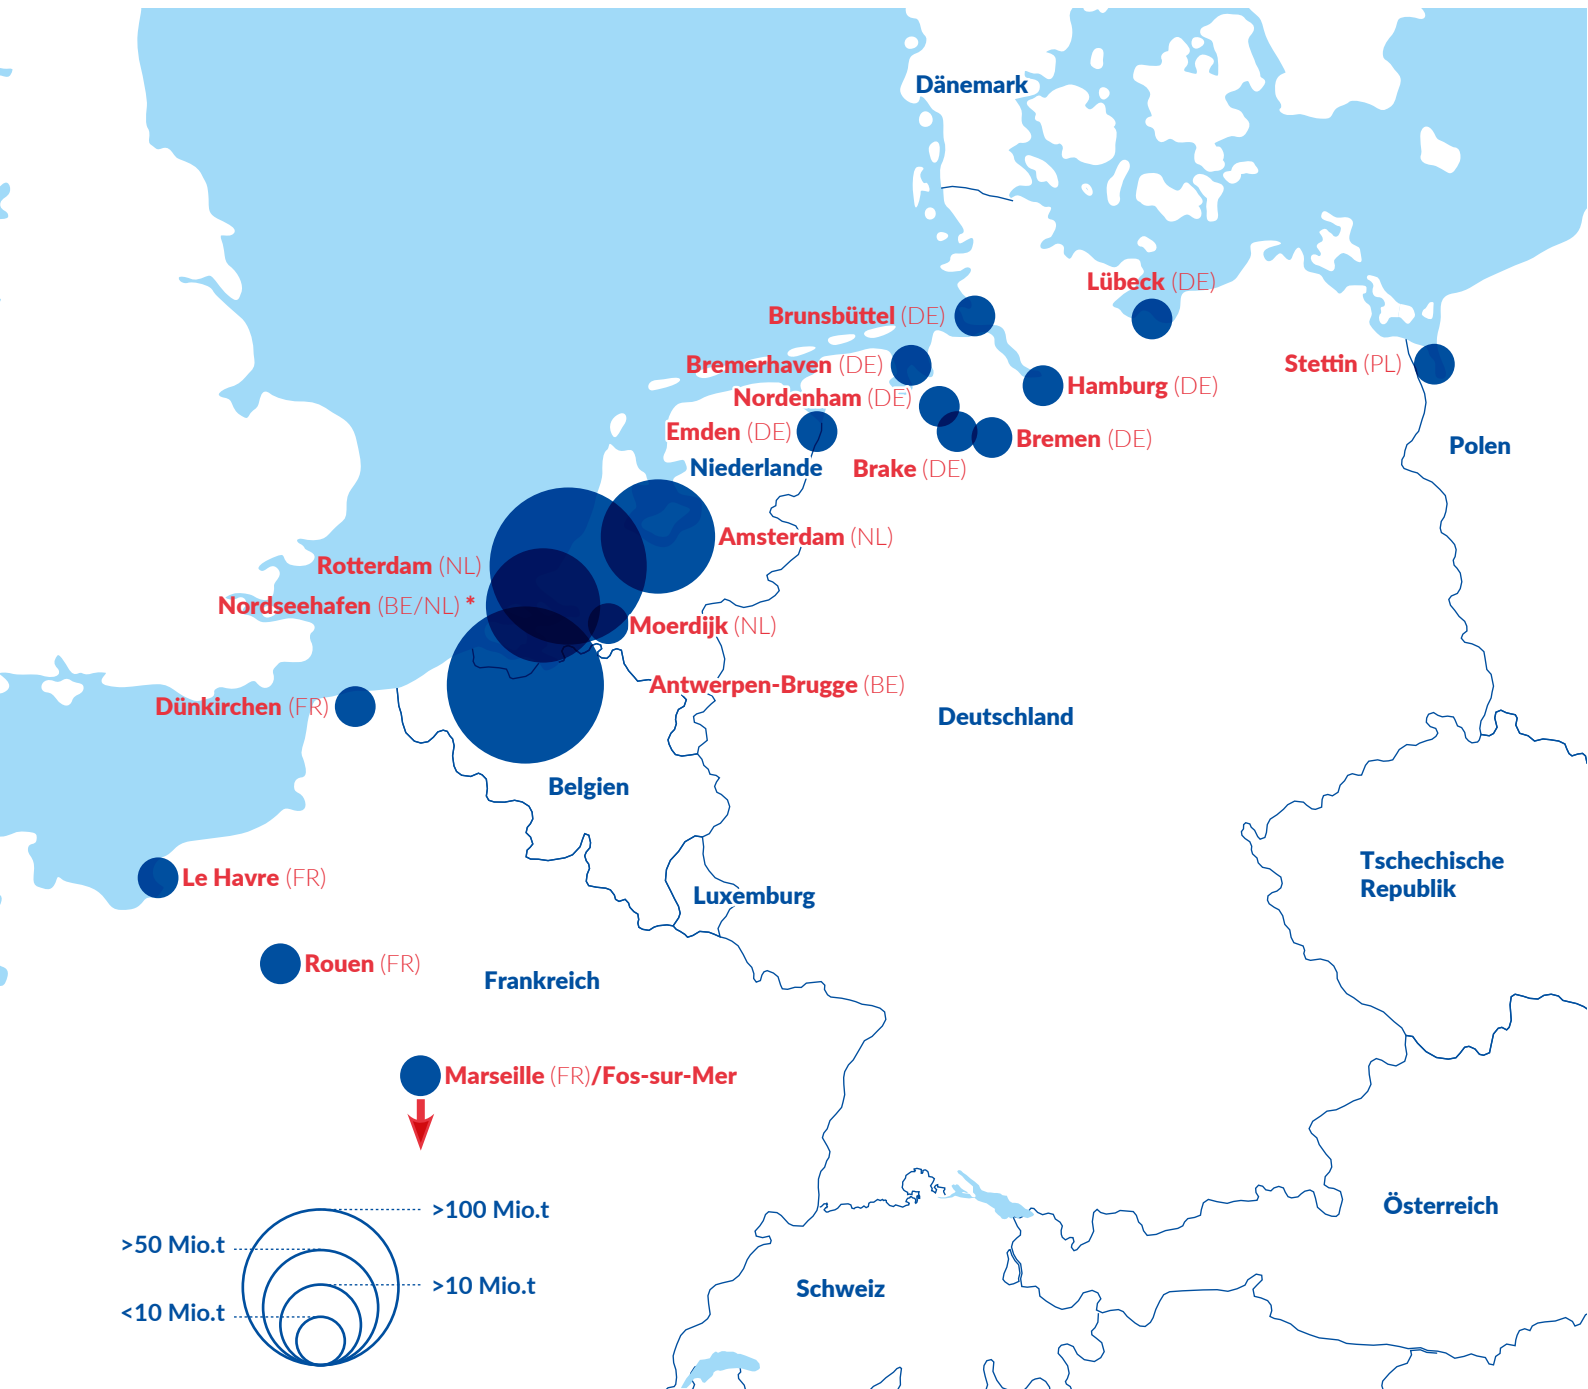 Dänemark
Lübeck (DE)
Brunsbüttel (DE)
Bremerhaven (DE)
Stettin (PL)
Hamburg (DE)
Nordenham (DE)
Emden (DE)
Bremen (DE)
Polen
Niederlande
Brake (DE)
Amsterdam (NL)
Rotterdam (NL)
Nordseehafen (BE/NL) *
Moerdijk (NL)
Antwerpen-Brugge (BE)
Dünkirchen (FR)
Deutschland
Belgien
Tschechische
Republik
Le Havre (FR)
Luxemburg
Rouen (FR)
Frankreich
Marseille (FR)/Fos-sur-Mer
Österreich
>100 Mio.t
>50 Mio.t
>10 Mio.t
<10 Mio.t
Schweiz